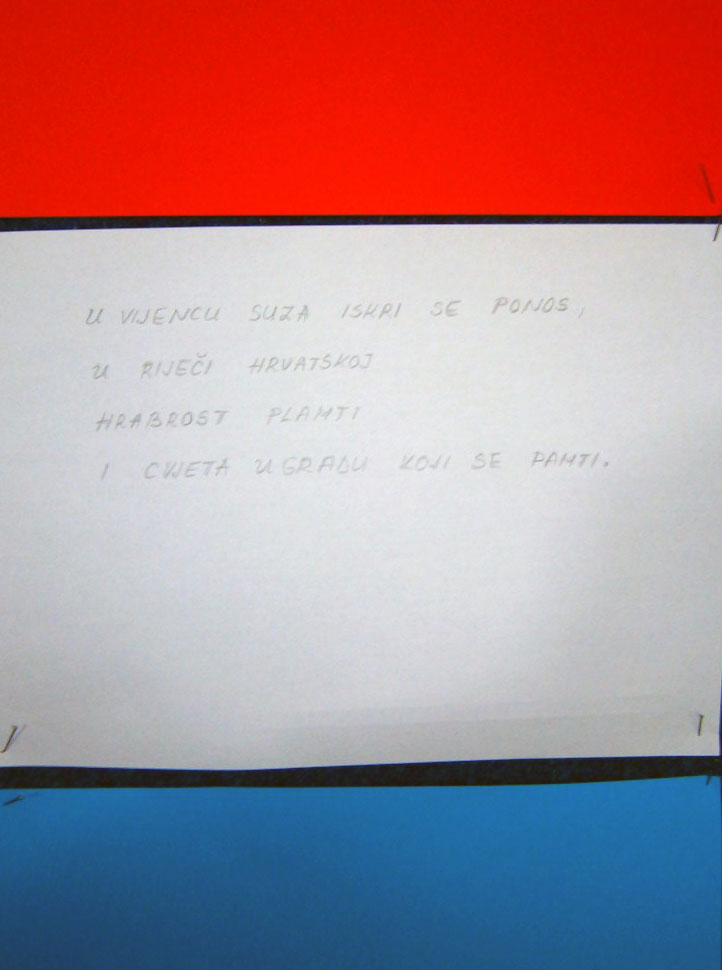 U VIJENCU SUZA ISKRI SE PONOS,
U RIJEČI HRVATSKOJ
HRABROST PLAMTI
I CVJETA U GRADU KOJI SE PAMTI.